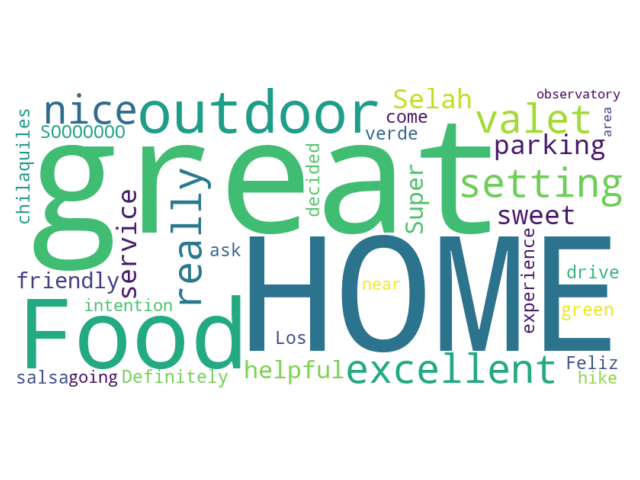 observatory
nice outdoor Selah come valet area
SOOOOOOO verde
chilaquiles great decided parking
really Super setting
service sweet
ask HOME experience
friendly near drive
intention green
Food Los
helpful excellent Feliz
salsa going Definitely hike